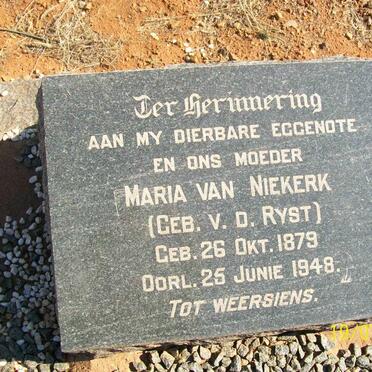 Ter Herinnering
AAN MY DIERBARE EGGENOTE
EN ONS MOEDER
MARIA VAN NIEKERK
(GEB. V. D. RYST)
GEB. 26 OKT. 1879
OORL. 25 JUNIE 1948.
TOT WEERSIENS.